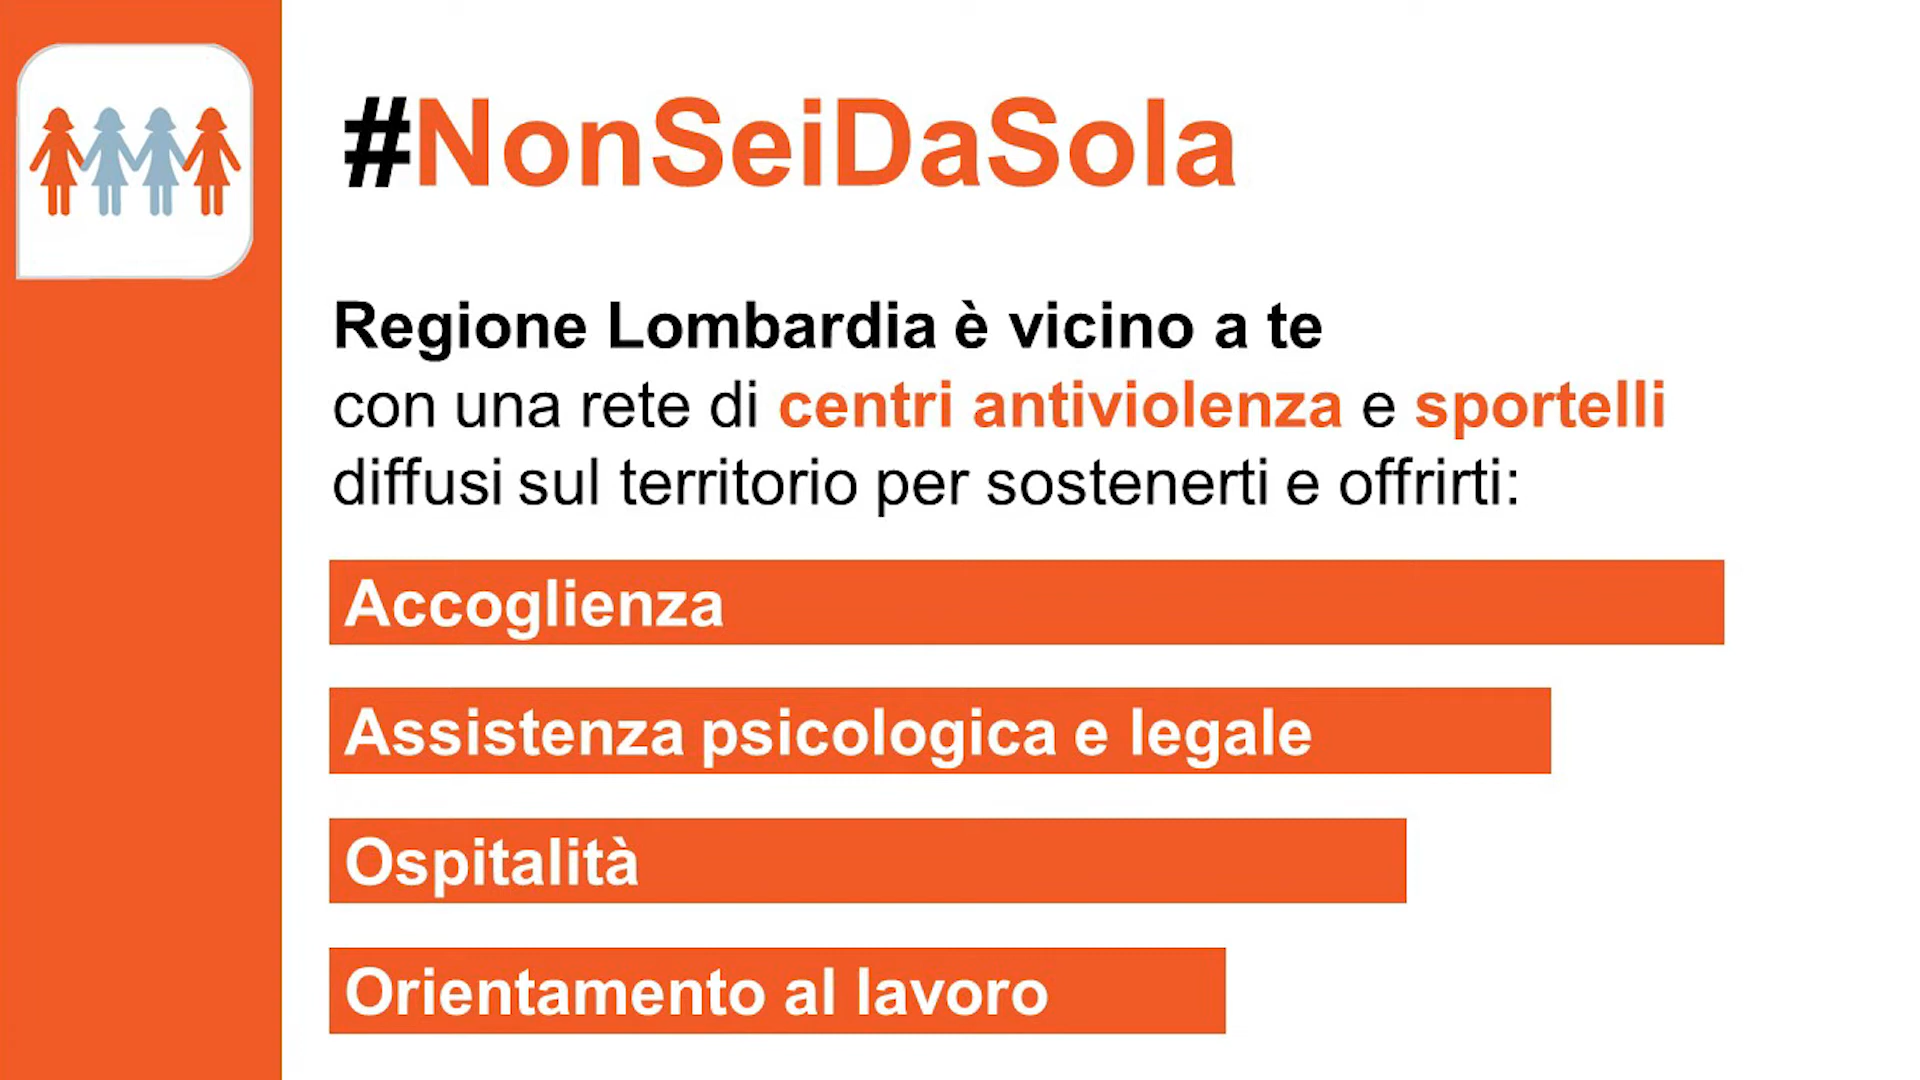 #NonSeiDaSola
Regione Lombardia è vicino a te
con una rete di centri antiviolenza e sportelli
diffusi sul territorio per sostenerti e offrirti:
Accoglienza
Assistenza psicologica e legale
Ospitalità
Orientamento al lavoro